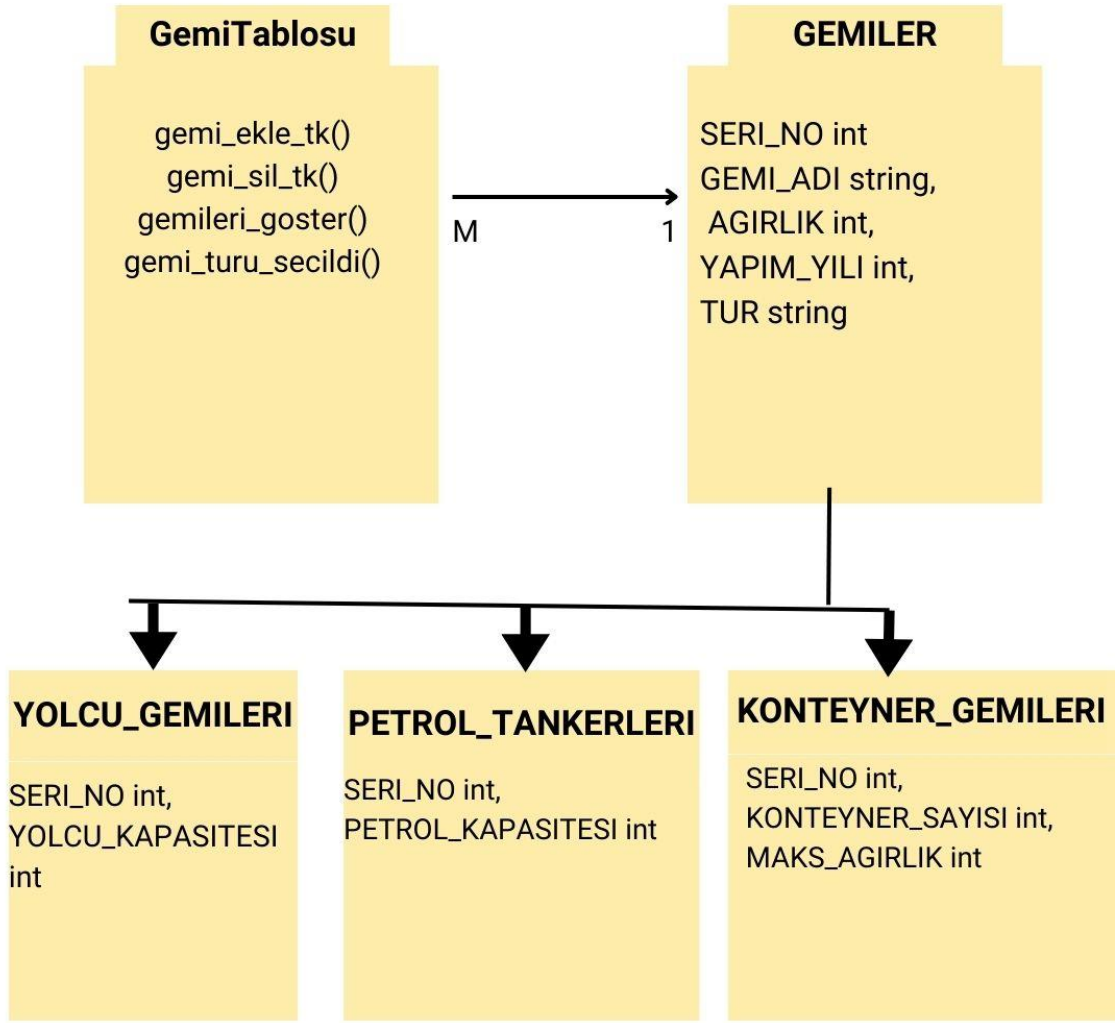 GemiTablosu
gemi_ekle_tk()
gemi_sil_tk()
gemileri_goster()
gemi_turu_secildi()
M
1
GEMILER
SERI_NO int
GEMI_ADI string,
AGIRLIK int,
YAPIM_YILI int,
TUR string
YOLCU_GEMILERI
SERI_NO int,
YOLCU_KAPASITESI
int
PETROL_TANKERLERI
SERI_NO int,
PETROL_KAPASITESI int
KONTEYNER_GEMILERI
SERI_NO int,
KONTEYNER_SAYISI int,
MAKS_AGIRLIK int